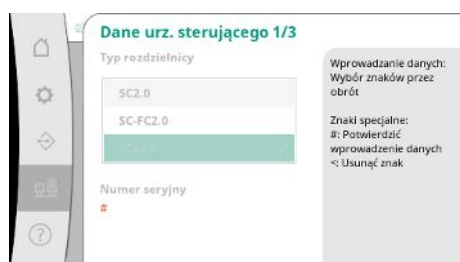 Dane urz. sterującego 1/3
Typ rozdzielnicy
SC2.0
SC-FC2.0
Numer seryjny
#
Wprowadzanie danych:
Wybór znaków przez
obrót
Znaki specjalne:
#: Potwierdzić
wprowadzenie danych
<: Usunąć znak
?